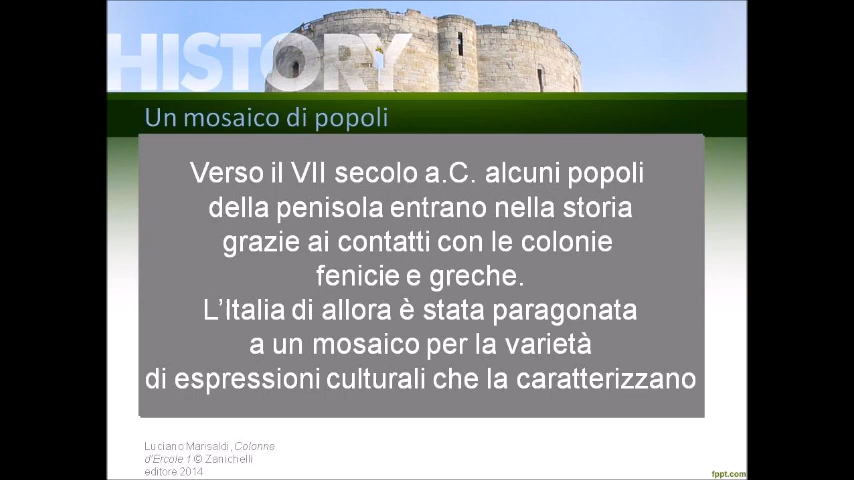 HISTORY
Un mosaico di popoli
Verso il VII secolo a.C. alcuni popoli
della penisola entrano nella storia
grazie ai contatti con le colonie
fenicie e greche.
L'Italia di allora è stata paragonata
a un mosaico per la varietà
di espressioni culturali che la caratterizzano
Luciano Marisaldi, Colonne
d'Ercole 1 © Zanichelli
editore 2014
fppt.com